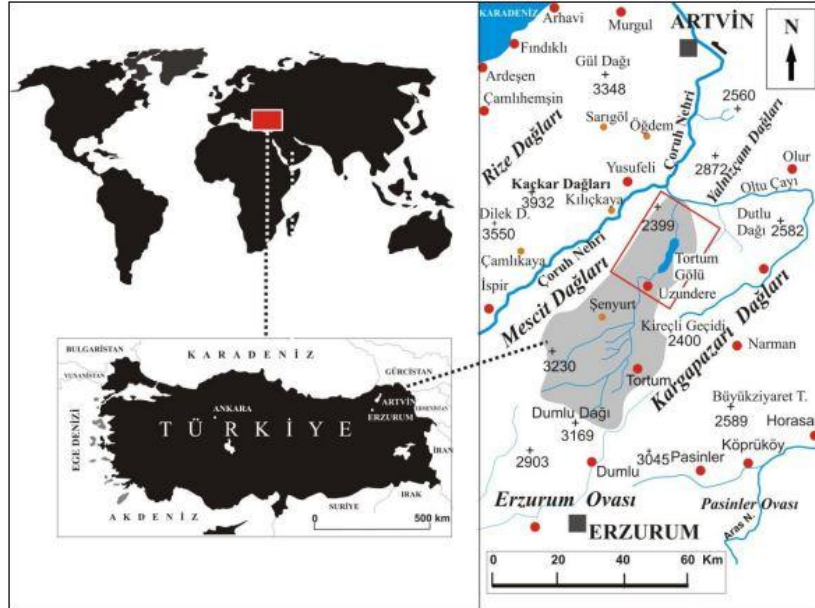 BULGARİSTAN
YUNANİSTAN
KARADENİZ
GÜRCİSTAN
ERMENİSTAN
ARTVİN
ANKARA
ERZURUM
TÜRKİYE
EGE DENİZİ
İRAN
AKDENİZ
SURİYE
IRAK
0 500 km
KARADENİZ
Arhavi
Murgul
ARTVİN
N
Fındıklı
Gül Dağı
3348
Ardeşen
Çamlıhemşin
2560
Sarıgöl
Öğdem
Rize Dağları
Çoruh Nehri
Yalnızçam Dağları
Yusufeli
2872
Olur
Kaçkar Dağları
3932
Kılıçkaya
Oltu Çayı
Dilek D.
3550
2399
Dutlu
Dağı
2582
Çamlıkaya
Çoruh Nehri
Tortum
Gölü
İspir
Mescit Dağları
Uzundere
Şenyurt
Kireçli Geçidi
2400
Kargapazarı Dağları
Narman
3230
Tortum
Büyükziyaret T.
2589
Dumlu Dağı
3169
Horasa
Köprüköy
2903
Dumlu
3045
Pasinler
Erzurum Ovası
Pasinler Ovası
ERZURUM
Aras N.
0 20 40 60 Km